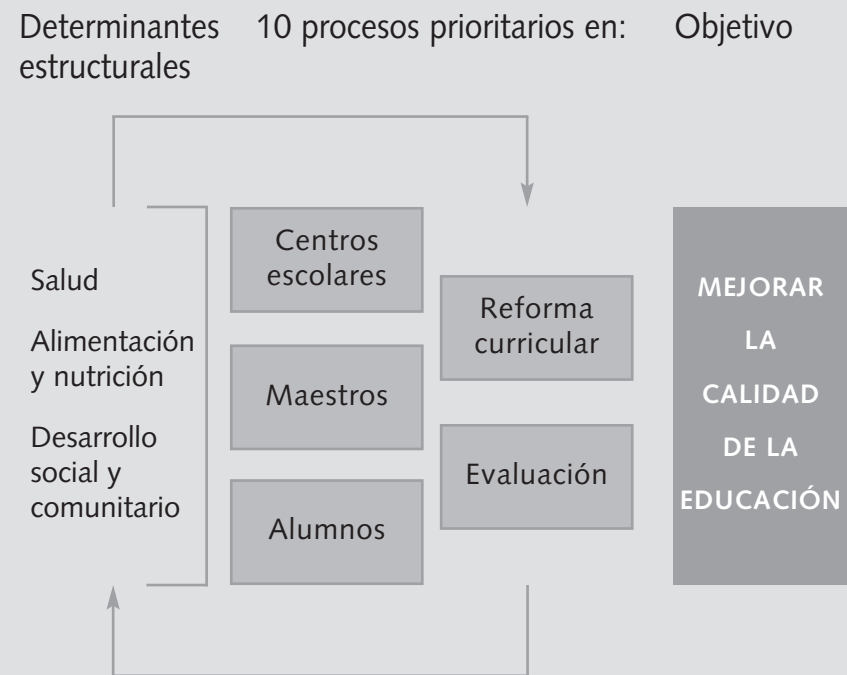 Determinantes
estructurales
10 procesos prioritarios en:
Objetivo
Salud
Alimentación
y nutrición
Desarrollo
social y
comunitario
Centros
escolares
Maestros
Alumnos
Reforma
curricular
Evaluación
MEJORAR
LA
CALIDAD
DE LA
EDUCACIÓN